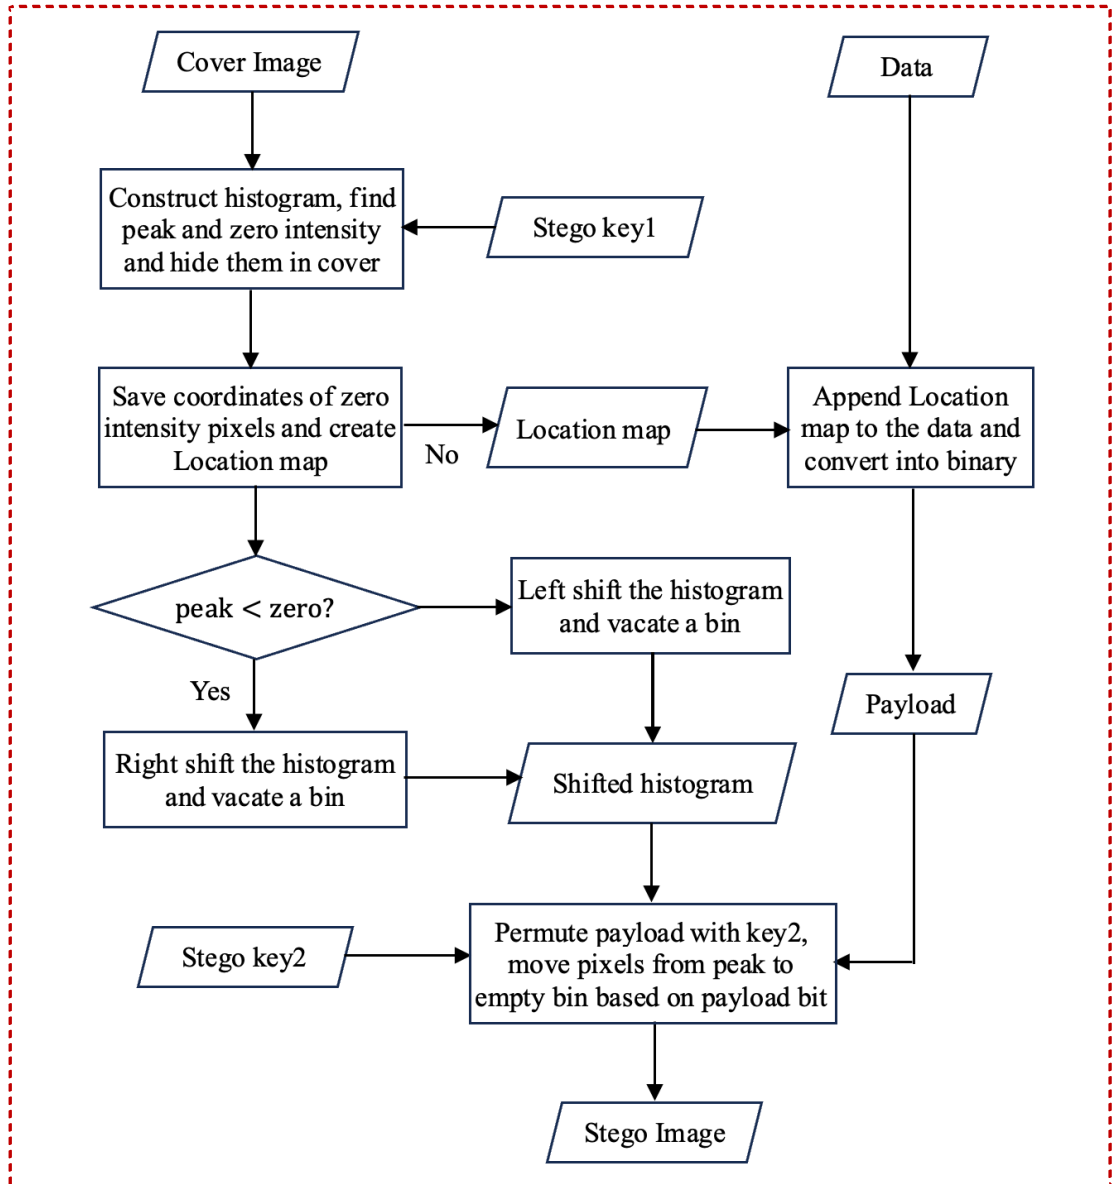 Cover Image
Data
Construct histogram, find
peak and zero intensity
and hide them in cover
Stego key1
Save coordinates of zero
intensity pixels and create
Location map
No
Location map
Append Location
map to the data and
convert into binary
peak < zero?
Left shift the histogram
and vacate a bin
Yes
Payload
Right shift the histogram
and vacate a bin
Shifted histogram
Stego key2
Permute payload with key2,
move pixels from peak to
empty bin based on payload bit
Stego Image